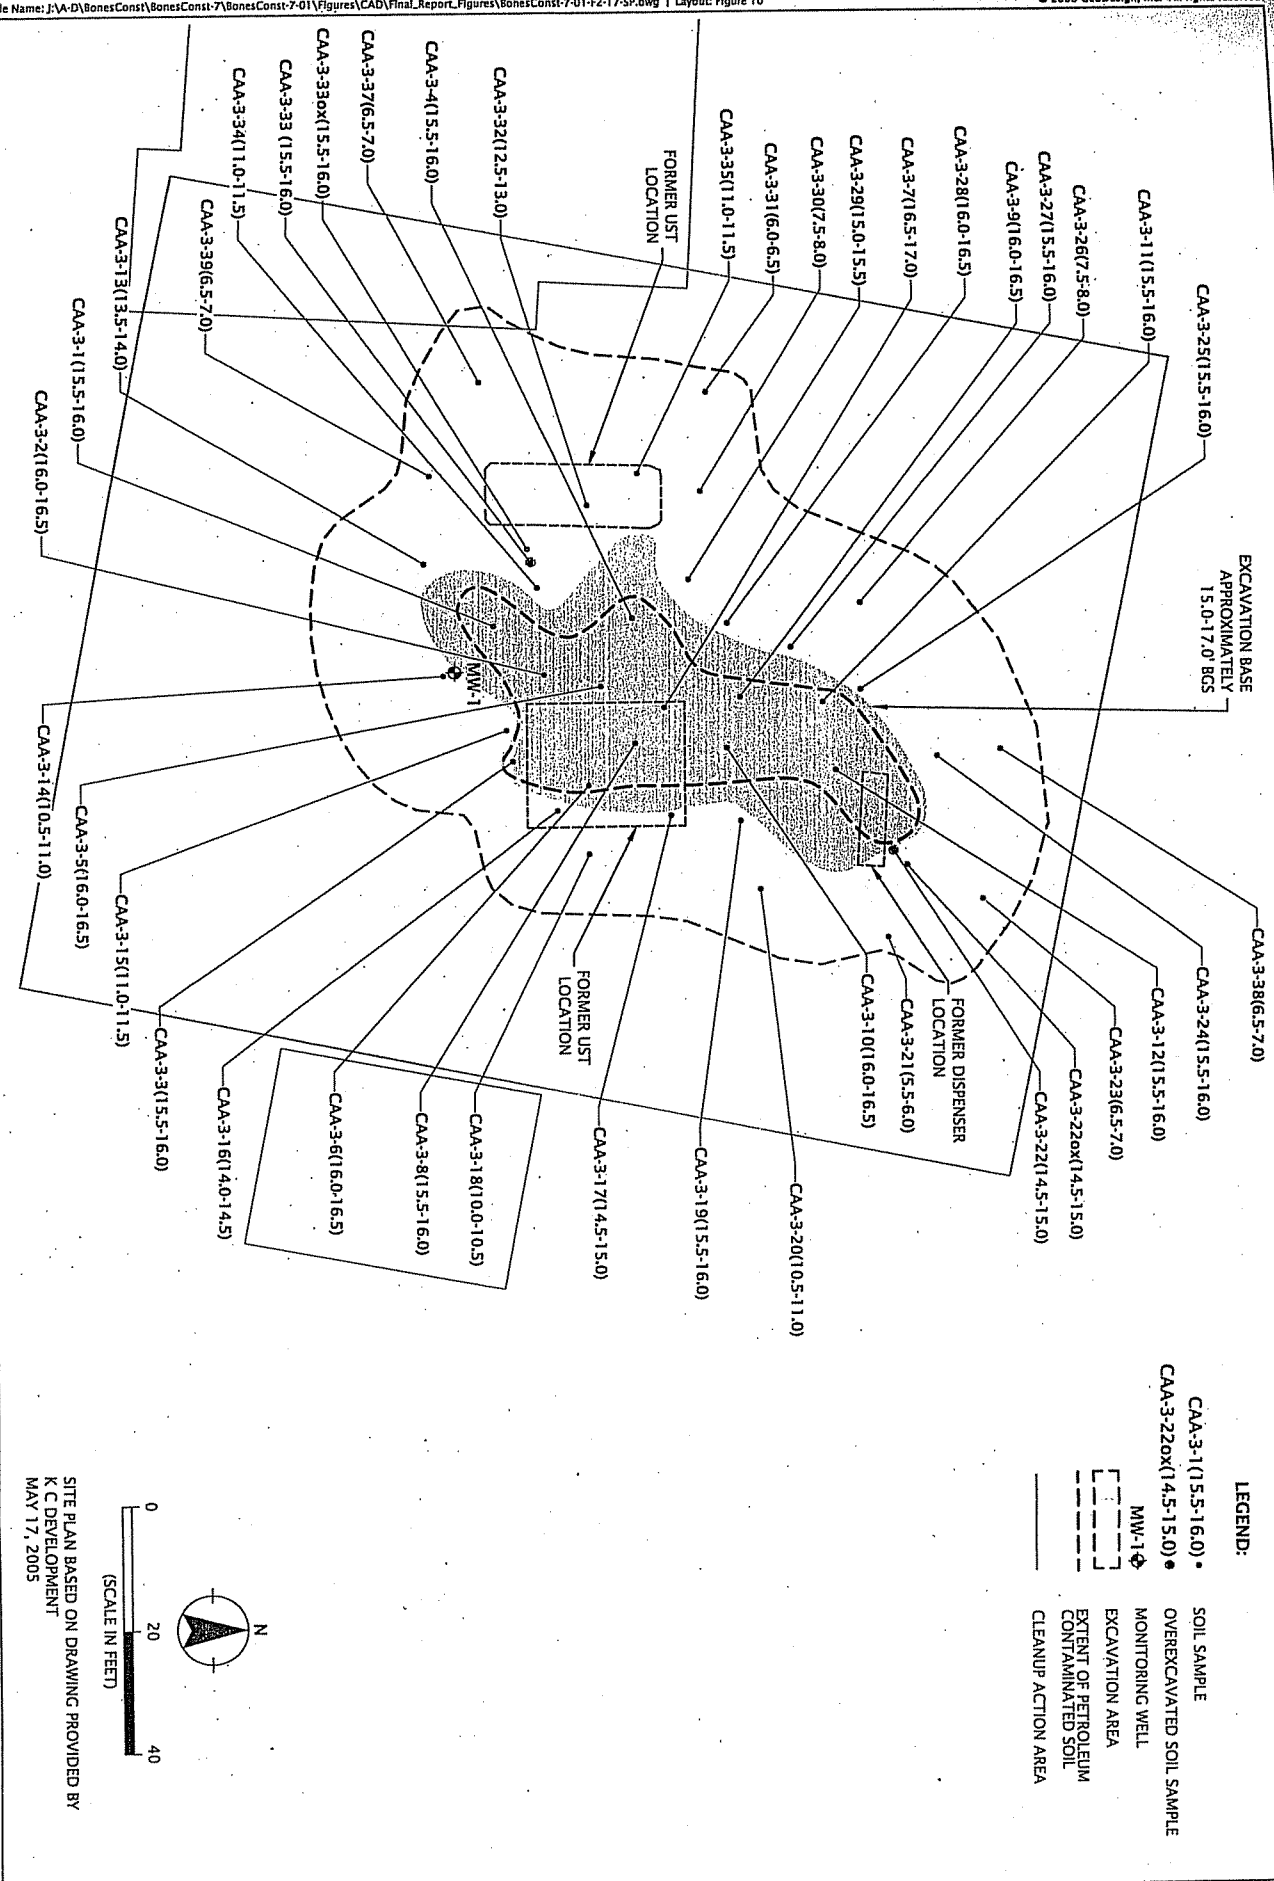 le Name: J:\A-D\BonesConst\BonesConst-7\BonesConst-7-01\Figures\CAD\Final_Report_Figures\BonesConst-7-01-F2-17-SP.dwg | Layout: Figure 10
CAA-3-34(11.0-11.5)
CAA-3-33 (15.5-16.0)
CAA-3-33ox(15.5-16.0)
CAA-3-37(6.5-7.0)
CAA-3-4(15.5-16.0)
CAA-3-32(12.5-13.0)
FORMER UST
LOCATION
CAA-3-35(11.0-11.5)
CAA-3-31(6.0-6.5)
CAA-3-30(7.5-8.0)
CAA-3-29(15.0-15.5)
CAA-3-7(16.5-17.0)
CAA-3-28(16.0-16.5)
CAA-3-9(16.0-16.5)
CAA-3-27(15.5-16.0)
CAA-3-26(7.5-8.0)
CAA-3-11(15.5-16.0)
CAA-3-25(15.5-16.0)
EXCAVATION BASE
APPROXIMATELY
15.0-17.0' BGS
CAA-3-39(6.5-7.0)
CAA-3-13(13.5-14.0)
CAA-3-1(15.5-16.0)
CAA-3-2(16.0-16.5)
MW-1
CAA-3-14(10.5-11.0)
CAA-3-5(16.0-16.5)
CAA-3-15(11.0-11.5)
CAA-3-3(15.5-16.0)
CAA-3-16(14.0-14.5)
CAA-3-6(16.0-16.5)
CAA-3-8(15.5-16.0)
CAA-3-18(10.0-10.5)
FORMER UST
LOCATION
CAA-3-17(14.5-15.0)
CAA-3-19(15.5-16.0)
CAA-3-20(10.5-11.0)
CAA-3-10(16.0-16.5)
CAA-3-21(5.5-6.0)
FORMER DISPENSER
LOCATION
CAA-3-22(14.5-15.0)
CAA-3-22ox(14.5-15.0)
CAA-3-23(6.5-7.0)
CAA-3-12(15.5-16.0)
CAA-3-24(15.5-16.0)
CAA-3-38(6.5-7.0)
LEGEND:
CAA-3-1(15.5-16.0) SOIL SAMPLE
CAA-3-22ox(14.5-15.0) OVEREXCAVATED SOIL SAMPLE
MW-1 MONITORING WELL
EXCAVATION AREA
EXTENT OF PETROLEUM
CONTAMINATED SOIL
CLEANUP ACTION AREA
N
0 20 40
(SCALE IN FEET)
SITE PLAN BASED ON DRAWING PROVIDED BY
K C DEVELOPMENT
MAY 17, 2005